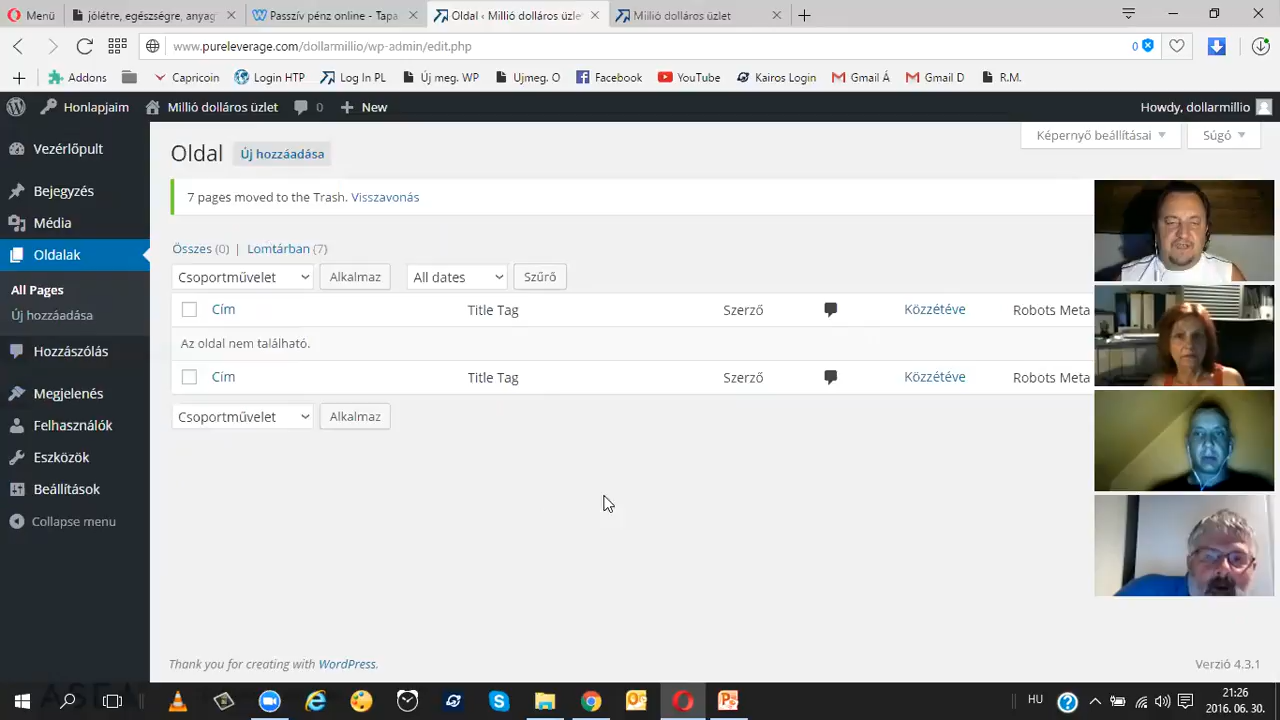 Menü
jólétre, egészségre, anyag
Passzív pénz online - Tapa
Oldal ‹ Millió dolláros üzlet
Millió dolláros üzlet
www.pureleverage.com/dollarmillio/wp-admin/edit.php
0
Addons
Capricoin
Login HTP
Log In PL
Új meg. WP
Ujmeg. O
Facebook
YouTube
Kairos Login
Gmail Á
Gmail D
R.M.
Honlapjaim
Millió dolláros üzlet
0
New
Howdy, dollarmillio
Vezérlőpult
Bejegyzés
Média
Oldalak
All Pages
Új hozzáadása
Hozzászólás
Megjelenés
Felhasználók
Eszközök
Beállítások
Collapse menu
Képernyő beállításai
Súgó
Oldal
Új hozzáadása
7 pages moved to the Trash. Visszavonás
Összes (0) | Lomtárban (7)
Csoportművelet
Alkalmaz
All dates
Szűrő
Cím
Title Tag
Szerző
Közzétéve
Robots Meta
Az oldal nem található.
Cím
Title Tag
Szerző
Közzétéve
Robots Meta
Csoportművelet
Alkalmaz
Thank you for creating with WordPress.
Verzió 4.3.1
HU
21:26
2016. 06. 30.